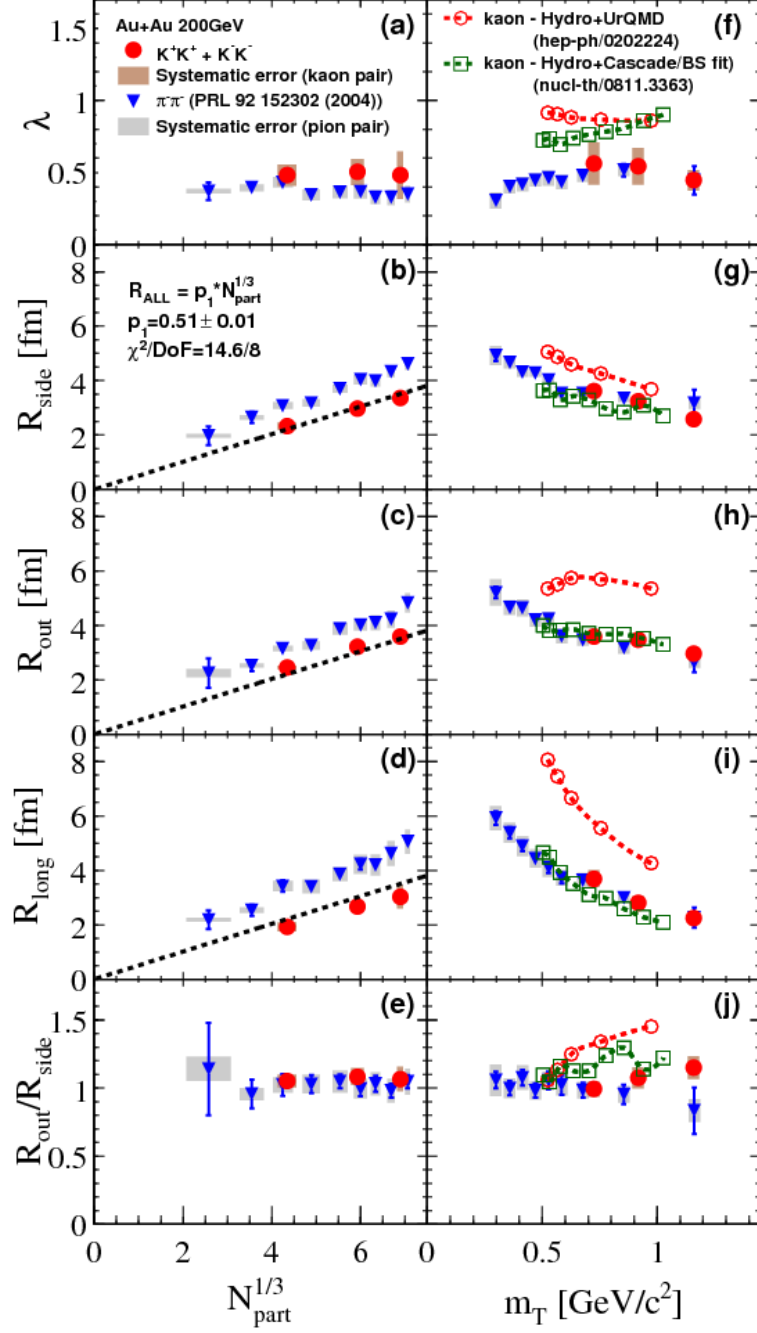 Au+Au 200GeV
K⁺K⁺ + K⁻K⁻
Systematic error (kaon pair)
π⁻π⁻ (PRL 92 152302 (2004))
Systematic error (pion pair)
(a)
kaon - Hydro+UrQMD
(hep-ph/0202224)
kaon - Hydro+Cascade/BS fit)
(nucl-th/0811.3363)
(f)
λ
1.5
1
0.5
0
(b)
R_ALL = p₁*N_part^1/3
p₁=0.51 ± 0.01
χ²/DoF=14.6/8
(g)
R_side [fm]
8
6
4
2
0
(c)
(h)
R_out [fm]
8
6
4
2
0
(d)
(i)
R_long [fm]
8
6
4
2
0
(e)
(j)
R_out/R_side
1.5
1
0.5
0
0 2 4 6 0 0.5 1
N_part^1/3
m_T [GeV/c²]